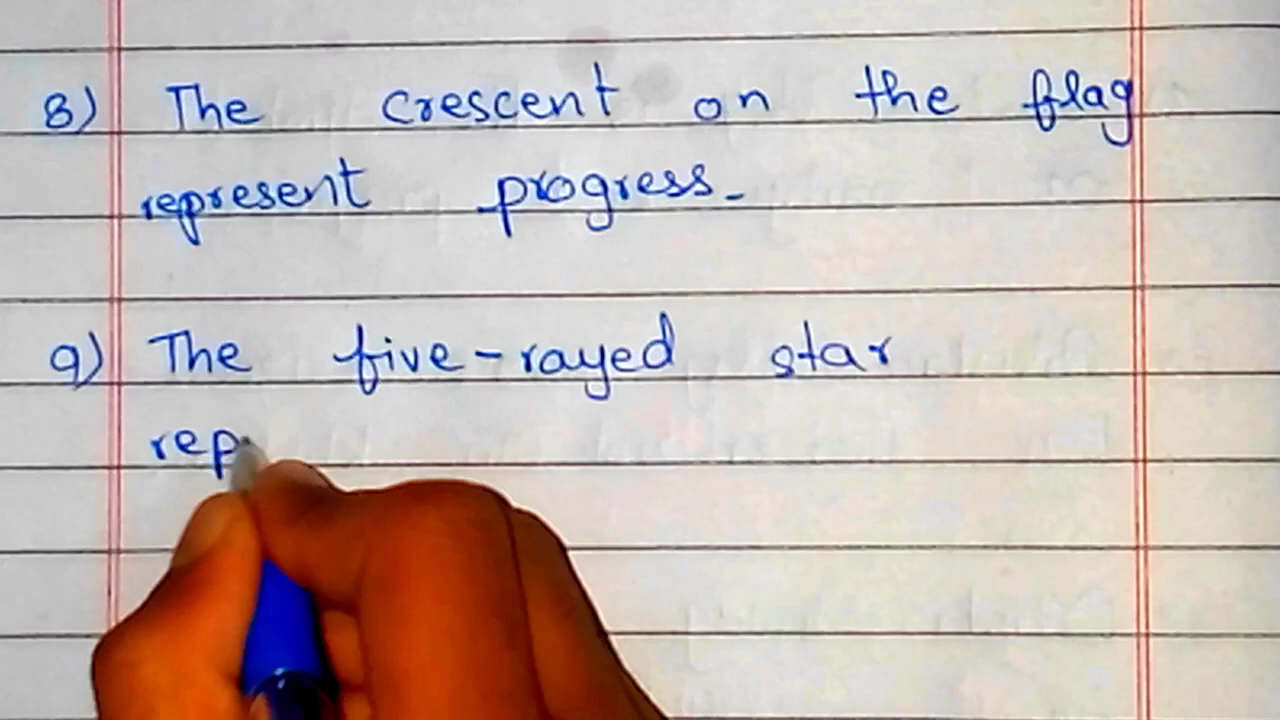 8) The crescent on the flag
represent progress.
9) The five-rayed star
rep